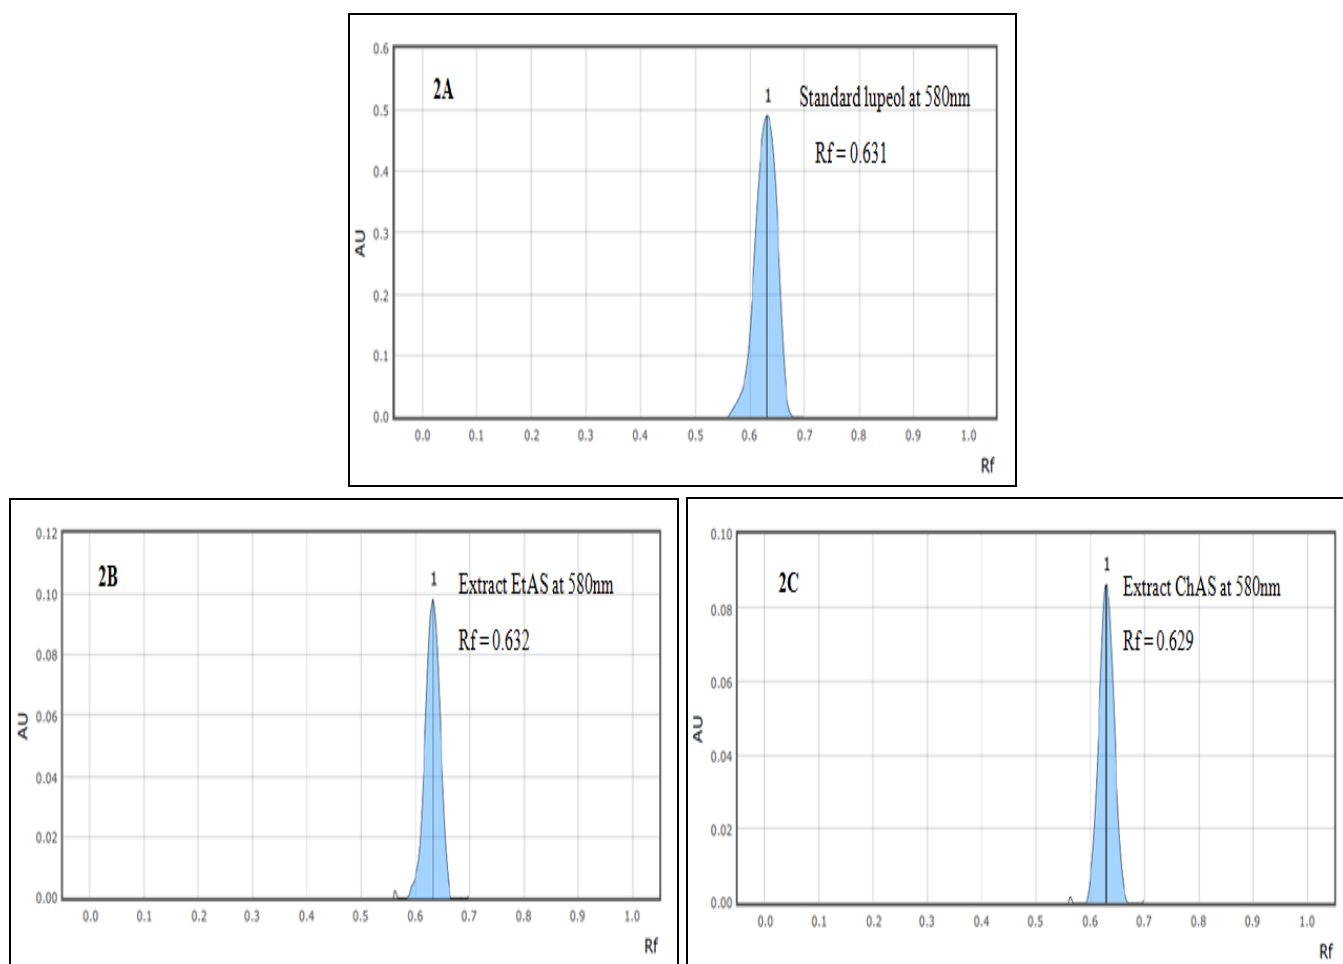 0.6
2A
1 Standard lupeol at 580nm
0.5
Rf = 0.631
0.4
0.3
AU
0.2
0.1
0.0
0.0 0.1 0.2 0.3 0.4 0.5 0.6 0.7 0.8 0.9 1.0
Rf
0.12
2B
1 Extract EtAS at 580nm
0.10
Rf = 0.632
0.08
0.06
AU
0.04
0.02
0.00
0.0 0.1 0.2 0.3 0.4 0.5 0.6 0.7 0.8 0.9 1.0
Rf
0.10
2C
1 Extract ChAS at 580nm
0.08
Rf = 0.629
0.06
AU
0.04
0.02
0.00
0.0 0.1 0.2 0.3 0.4 0.5 0.6 0.7 0.8 0.9 1.0
Rf